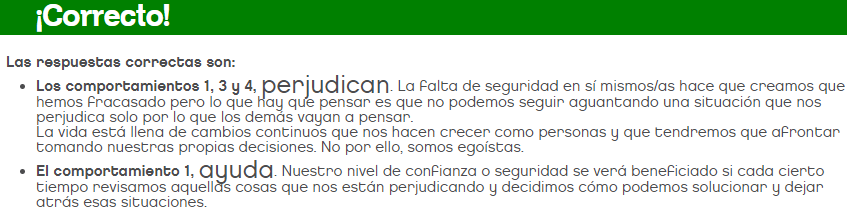 ¡Correcto!
Las respuestas correctas son:
• Los comportamientos 1, 3 y 4, perjudican. La falta de seguridad en sí mismos/as hace que creamos que
hemos fracasado pero lo que hay que pensar es que no podemos seguir aguantando una situación que nos
perjudica solo por lo que los demás vayan a pensar.
La vida está llena de cambios continuos que nos hacen crecer como personas y que tendremos que afrontar
tomando nuestras propias decisiones. No por ello, somos egoístas.
• El comportamiento 1, ayuda. Nuestro nivel de confianza o seguridad se verá beneficiado si cada cierto
tiempo revisamos aquellas cosas que nos están perjudicando y decidimos cómo podemos solucionar y dejar
atrás esas situaciones.